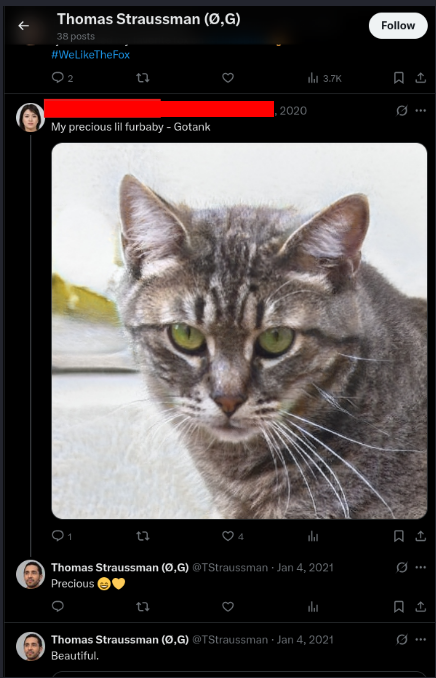 Thomas Straussman (Ø,G)
38 posts
Follow
#WeLikeTheFox
2
3.7K
, 2020
My precious lil furbaby - Gotank
1
4
Thomas Straussman (Ø,G) @TStraussman · Jan 4, 2021
Precious 😄💛
Thomas Straussman (Ø,G) @TStraussman · Jan 4, 2021
Beautiful.